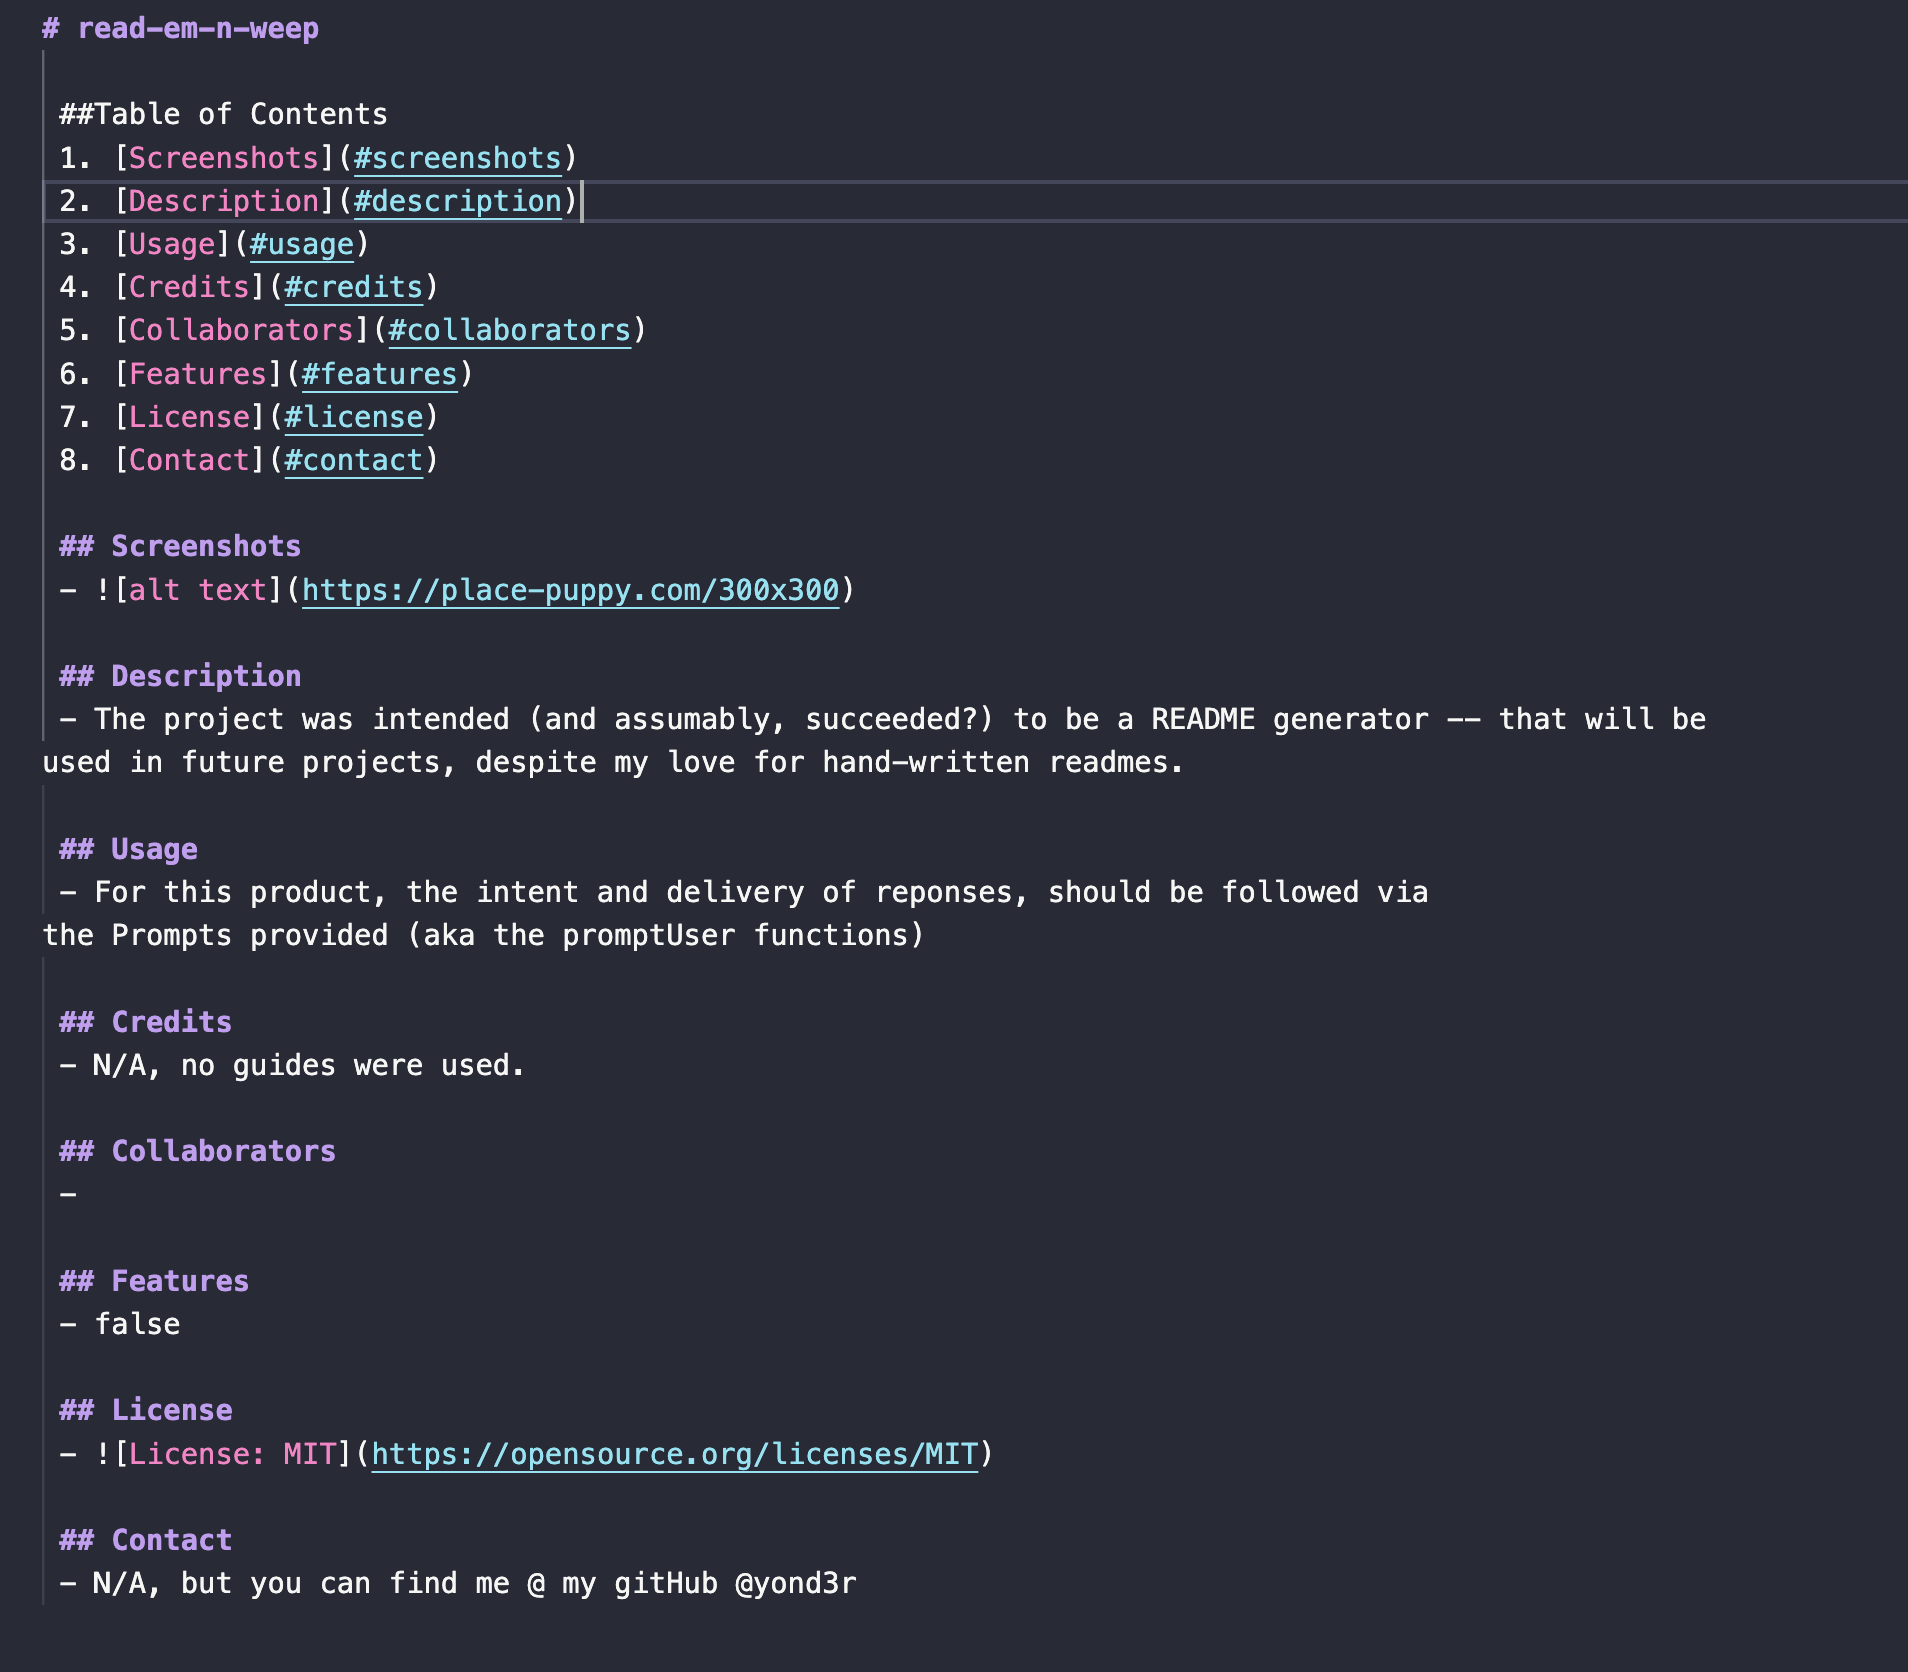 # read-em-n-weep
##Table of Contents
1. [Screenshots](#screenshots)
2. [Description](#description)
3. [Usage](#usage)
4. [Credits](#credits)
5. [Collaborators](#collaborators)
6. [Features](#features)
7. [License](#license)
8. [Contact](#contact)
## Screenshots
- ![alt text](https://place-puppy.com/300x300)
## Description
- The project was intended (and assumably, succeeded?) to be a README generator -- that will be
used in future projects, despite my love for hand-written readmes.
## Usage
- For this product, the intent and delivery of reponses, should be followed via
the Prompts provided (aka the promptUser functions)
## Credits
- N/A, no guides were used.
## Collaborators
-
## Features
- false
## License
- ![License: MIT](https://opensource.org/licenses/MIT)
## Contact
- N/A, but you can find me @ my gitHub @yond3r